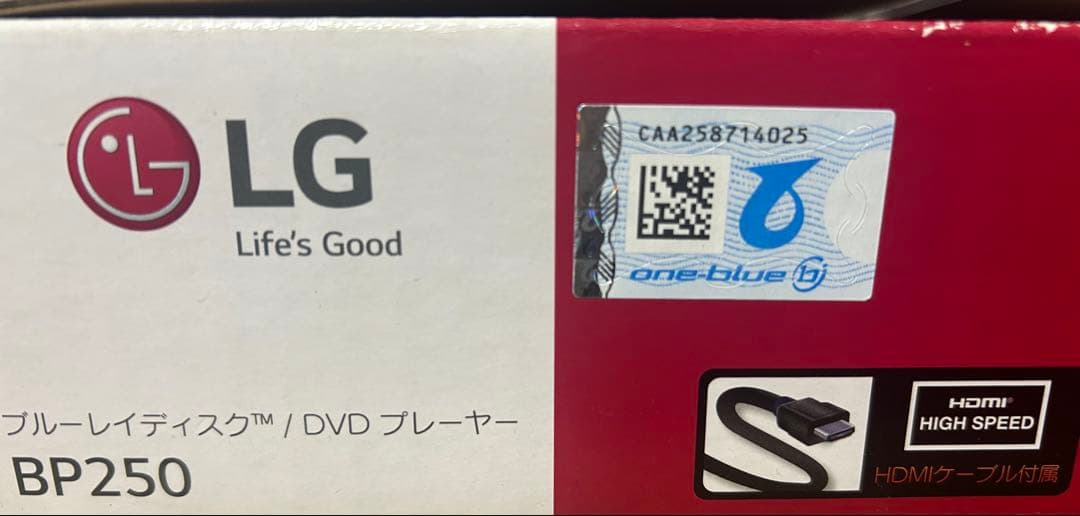 LG
Life's Good
ブルーレイディスク™ / DVD プレーヤー
BP250
CAA258714025
one-blue
HDMI®
HIGH SPEED
HDMIケーブル付属